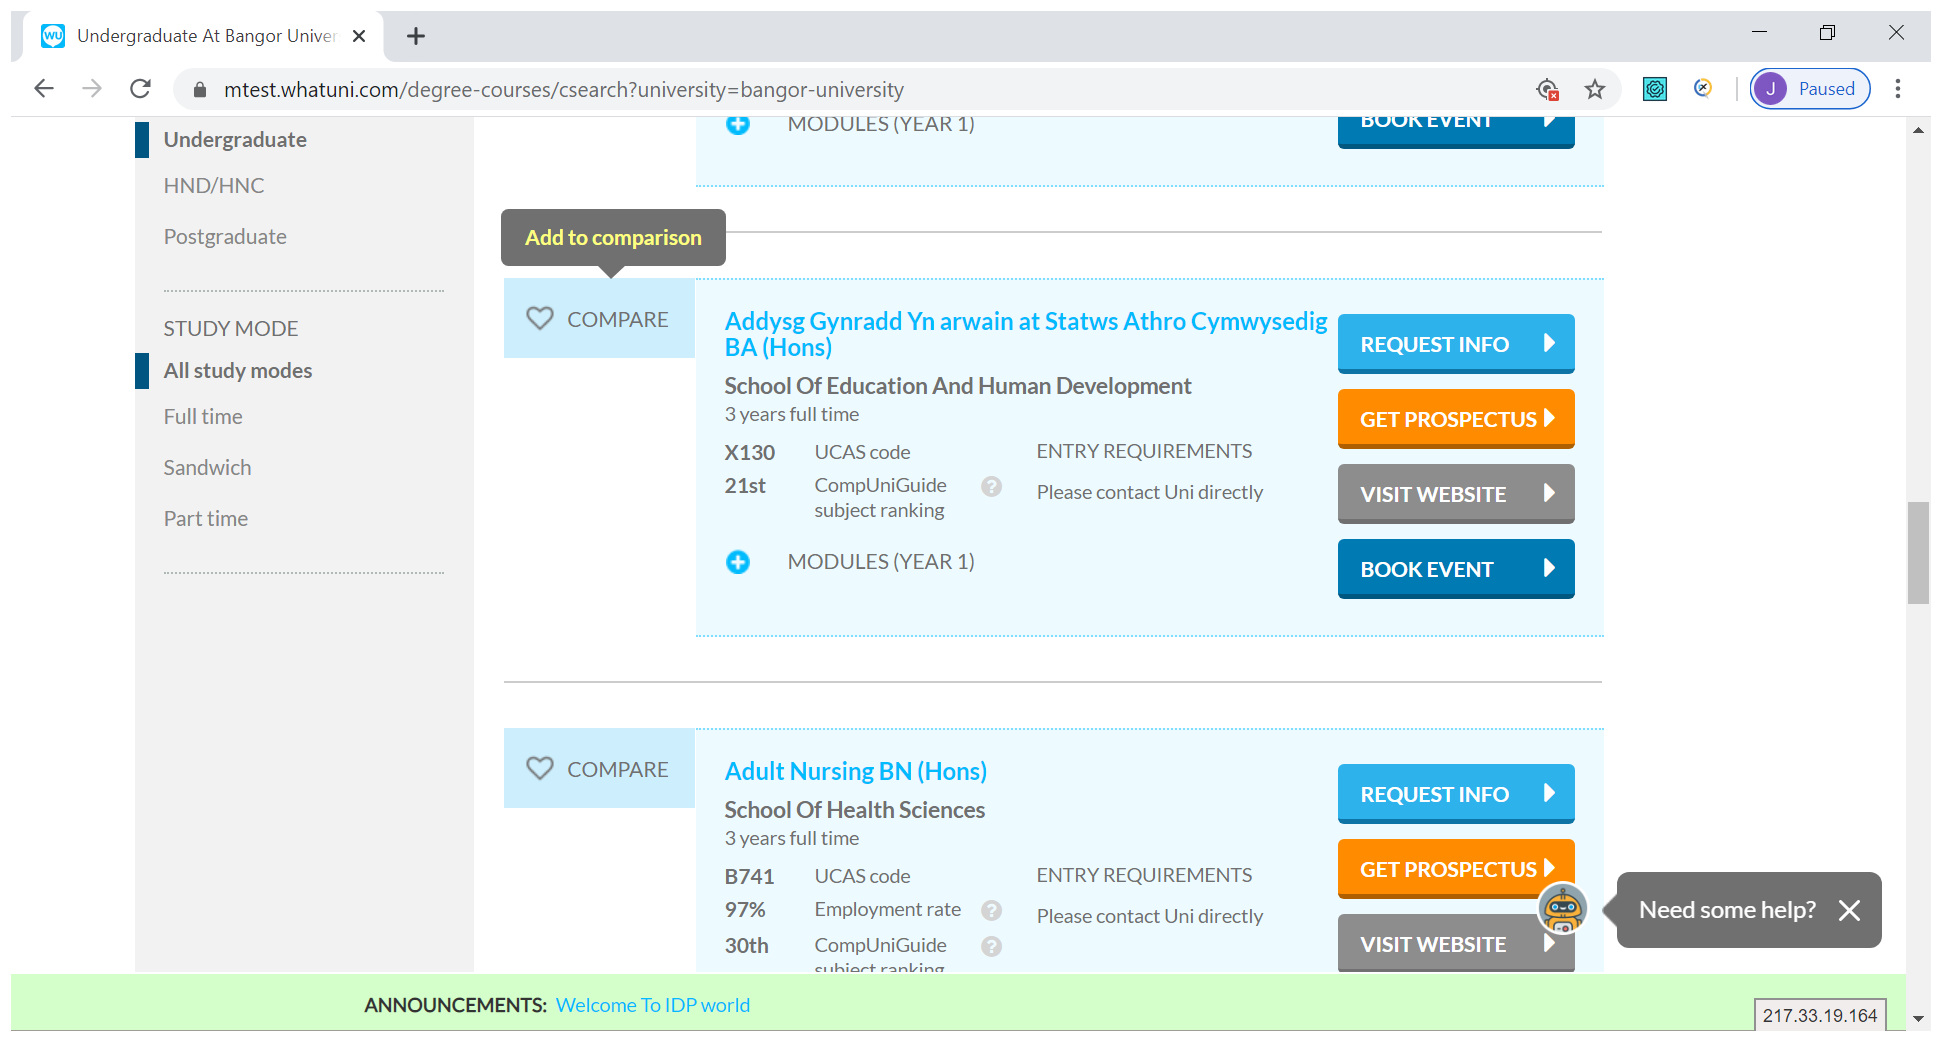 WU Undergraduate At Bangor Univer
mtest.whatuni.com/degree-courses/csearch?university=bangor-university
J Paused
Undergraduate
HND/HNC
Postgraduate
STUDY MODE
All study modes
Full time
Sandwich
Part time
MODULES (YEAR 1)
BOOK EVENT
Add to comparison
COMPARE
Addysg Gynradd Yn arwain at Statws Athro Cymwysedig
BA (Hons)
School Of Education And Human Development
3 years full time
X130 UCAS code
21st CompUniGuide ?
subject ranking
ENTRY REQUIREMENTS
Please contact Uni directly
MODULES (YEAR 1)
REQUEST INFO
GET PROSPECTUS
VISIT WEBSITE
BOOK EVENT
COMPARE
Adult Nursing BN (Hons)
School Of Health Sciences
3 years full time
B741 UCAS code
97% Employment rate ?
30th CompUniGuide ?
subject ranking
ENTRY REQUIREMENTS
Please contact Uni directly
REQUEST INFO
GET PROSPECTUS
VISIT WEBSITE
Need some help?
ANNOUNCEMENTS: Welcome To IDP world
217.33.19.164